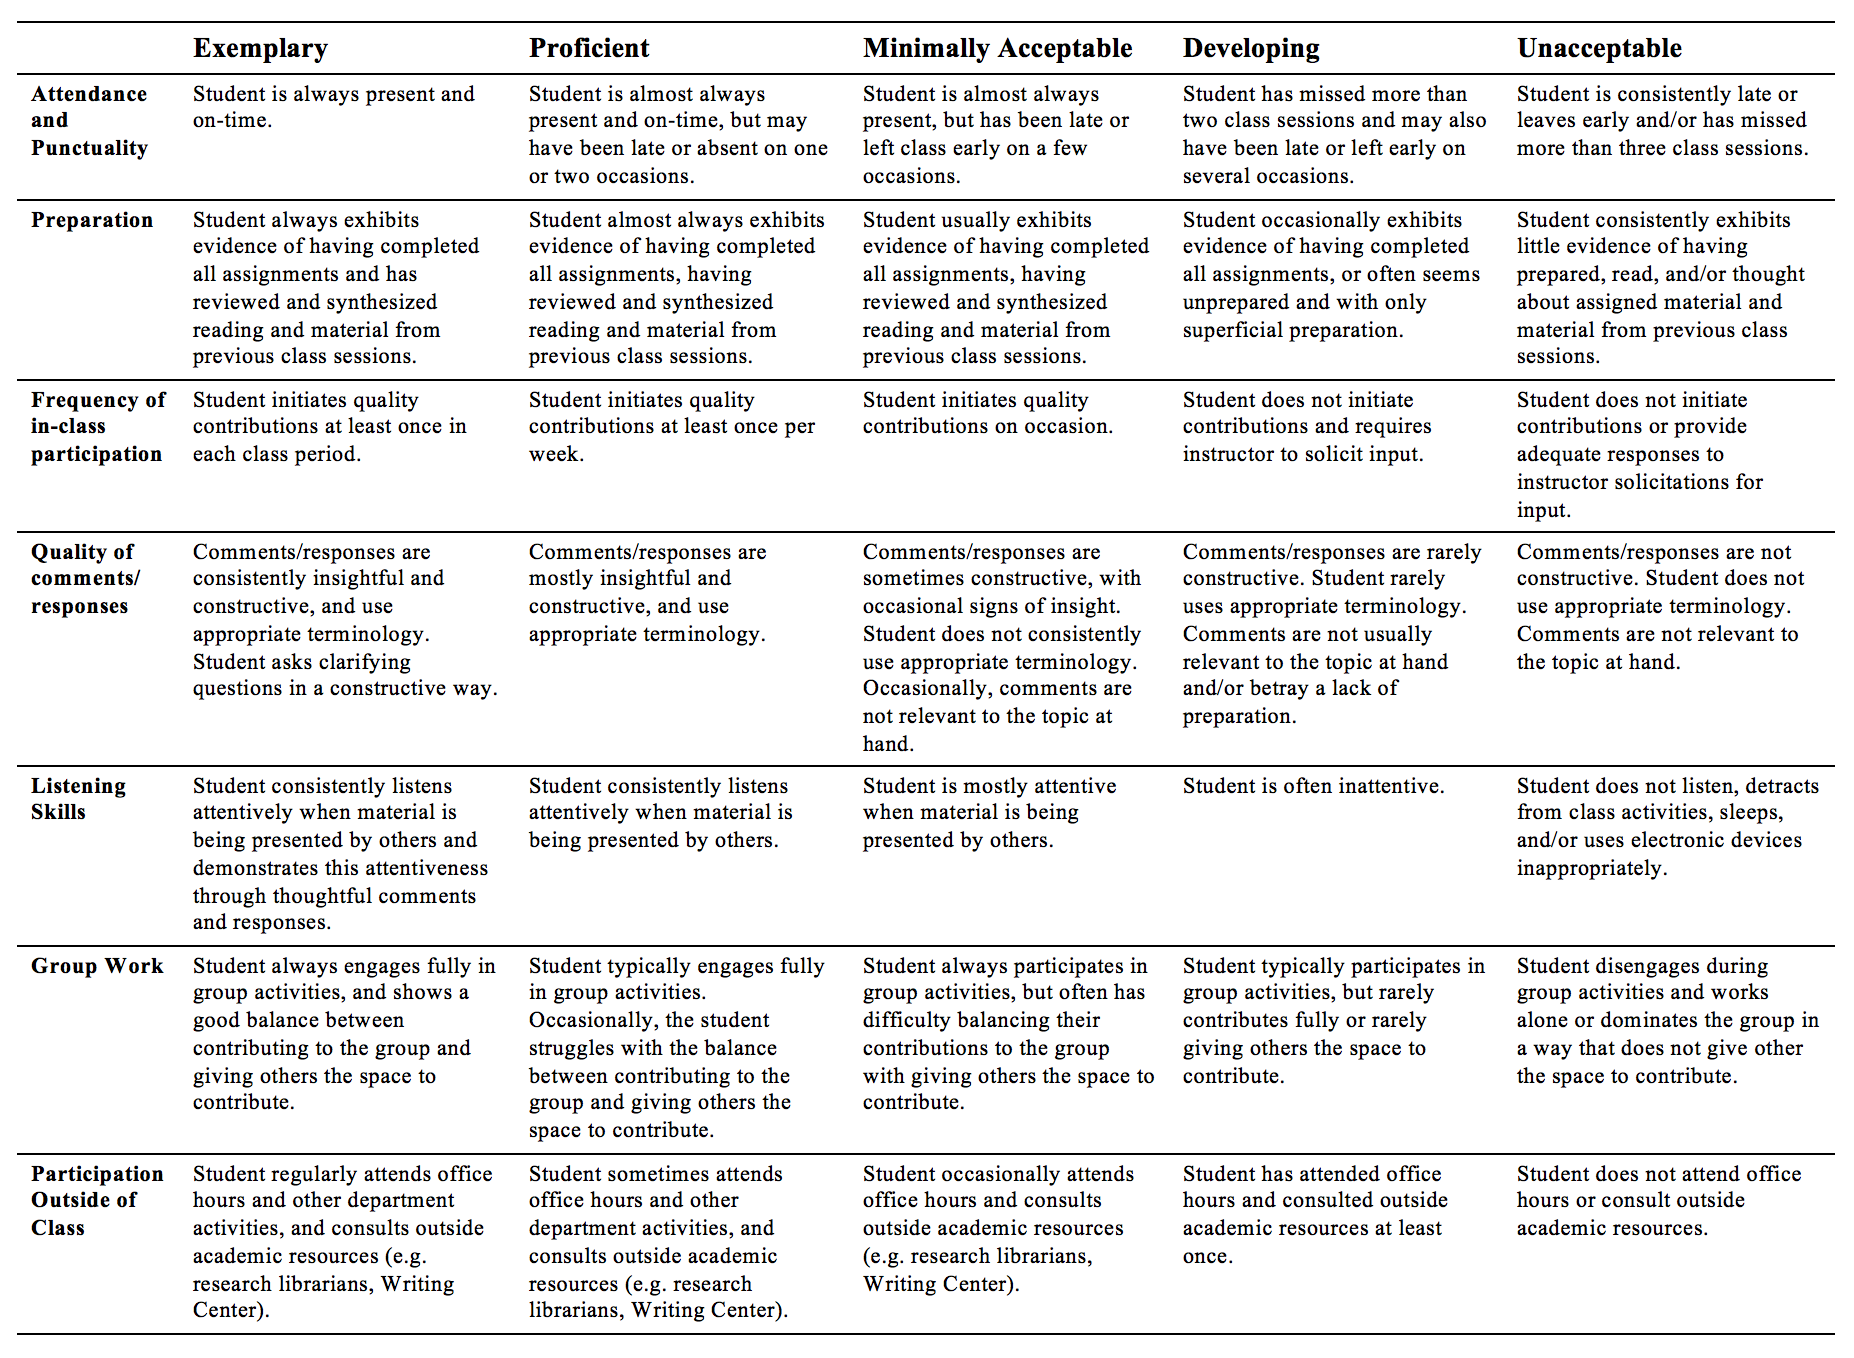 Exemplary Proficient Minimally Acceptable Developing Unacceptable
Attendance
and
Punctuality
Student is always present and
on-time.
Student is almost always
present and on-time, but may
have been late or absent on one
or two occasions.
Student is almost always
present, but has been late or
left class early on a few
occasions.
Student has missed more than
two class sessions and may also
have been late or left early on
several occasions.
Student is consistently late or
leaves early and/or has missed
more than three class sessions.
Preparation
Student always exhibits
evidence of having completed
all assignments and has
reviewed and synthesized
reading and material from
previous class sessions.
Student almost always exhibits
evidence of having completed
all assignments, having
reviewed and synthesized
reading and material from
previous class sessions.
Student usually exhibits
evidence of having completed
all assignments, having
reviewed and synthesized
reading and material from
previous class sessions.
Student occasionally exhibits
evidence of having completed
all assignments, or often seems
unprepared and with only
superficial preparation.
Student consistently exhibits
little evidence of having
prepared, read, and/or thought
about assigned material and
material from previous class
sessions.
Frequency of
in-class
participation
Student initiates quality
contributions at least once in
each class period.
Student initiates quality
contributions at least once per
week.
Student initiates quality
contributions on occasion.
Student does not initiate
contributions and requires
instructor to solicit input.
Student does not initiate
contributions or provide
adequate responses to
instructor solicitations for
input.
Quality of
comments/
responses
Comments/responses are
consistently insightful and
constructive, and use
appropriate terminology.
Student asks clarifying
questions in a constructive way.
Comments/responses are
mostly insightful and
constructive, and use
appropriate terminology.
Comments/responses are
sometimes constructive, with
occasional signs of insight.
Student does not consistently
use appropriate terminology.
Occasionally, comments are
not relevant to the topic at
hand.
Comments/responses are rarely
constructive. Student rarely
uses appropriate terminology.
Comments are not usually
relevant to the topic at hand
and/or betray a lack of
preparation.
Comments/responses are not
constructive. Student does not
use appropriate terminology.
Comments are not relevant to
the topic at hand.
Listening
Skills
Student consistently listens
attentively when material is
being presented by others and
demonstrates this attentiveness
through thoughtful comments
and responses.
Student consistently listens
attentively when material is
being presented by others.
Student is mostly attentive
when material is being
presented by others.
Student is often inattentive.
Student does not listen, detracts
from class activities, sleeps,
and/or uses electronic devices
inappropriately.
Group Work
Student always engages fully in
group activities, and shows a
good balance between
contributing to the group and
giving others the space to
contribute.
Student typically engages fully
in group activities.
Occasionally, the student
struggles with the balance
between contributing to the
group and giving others the
space to contribute.
Student always participates in
group activities, but often has
difficulty balancing their
contributions to the group
with giving others the space to
contribute.
Student typically participates in
group activities, but rarely
contributes fully or rarely
giving others the space to
contribute.
Student disengages during
group activities and works
alone or dominates the group in
a way that does not give other
the space to contribute.
Participation
Outside of
Class
Student regularly attends office
hours and other department
activities, and consults outside
academic resources (e.g.
research librarians, Writing
Center).
Student sometimes attends
office hours and other
department activities, and
consults outside academic
resources (e.g. research
librarians, Writing Center).
Student occasionally attends
office hours and consults
outside academic resources
(e.g. research librarians,
Writing Center).
Student has attended office
hours and consulted outside
academic resources at least
once.
Student does not attend office
hours or consult outside
academic resources.